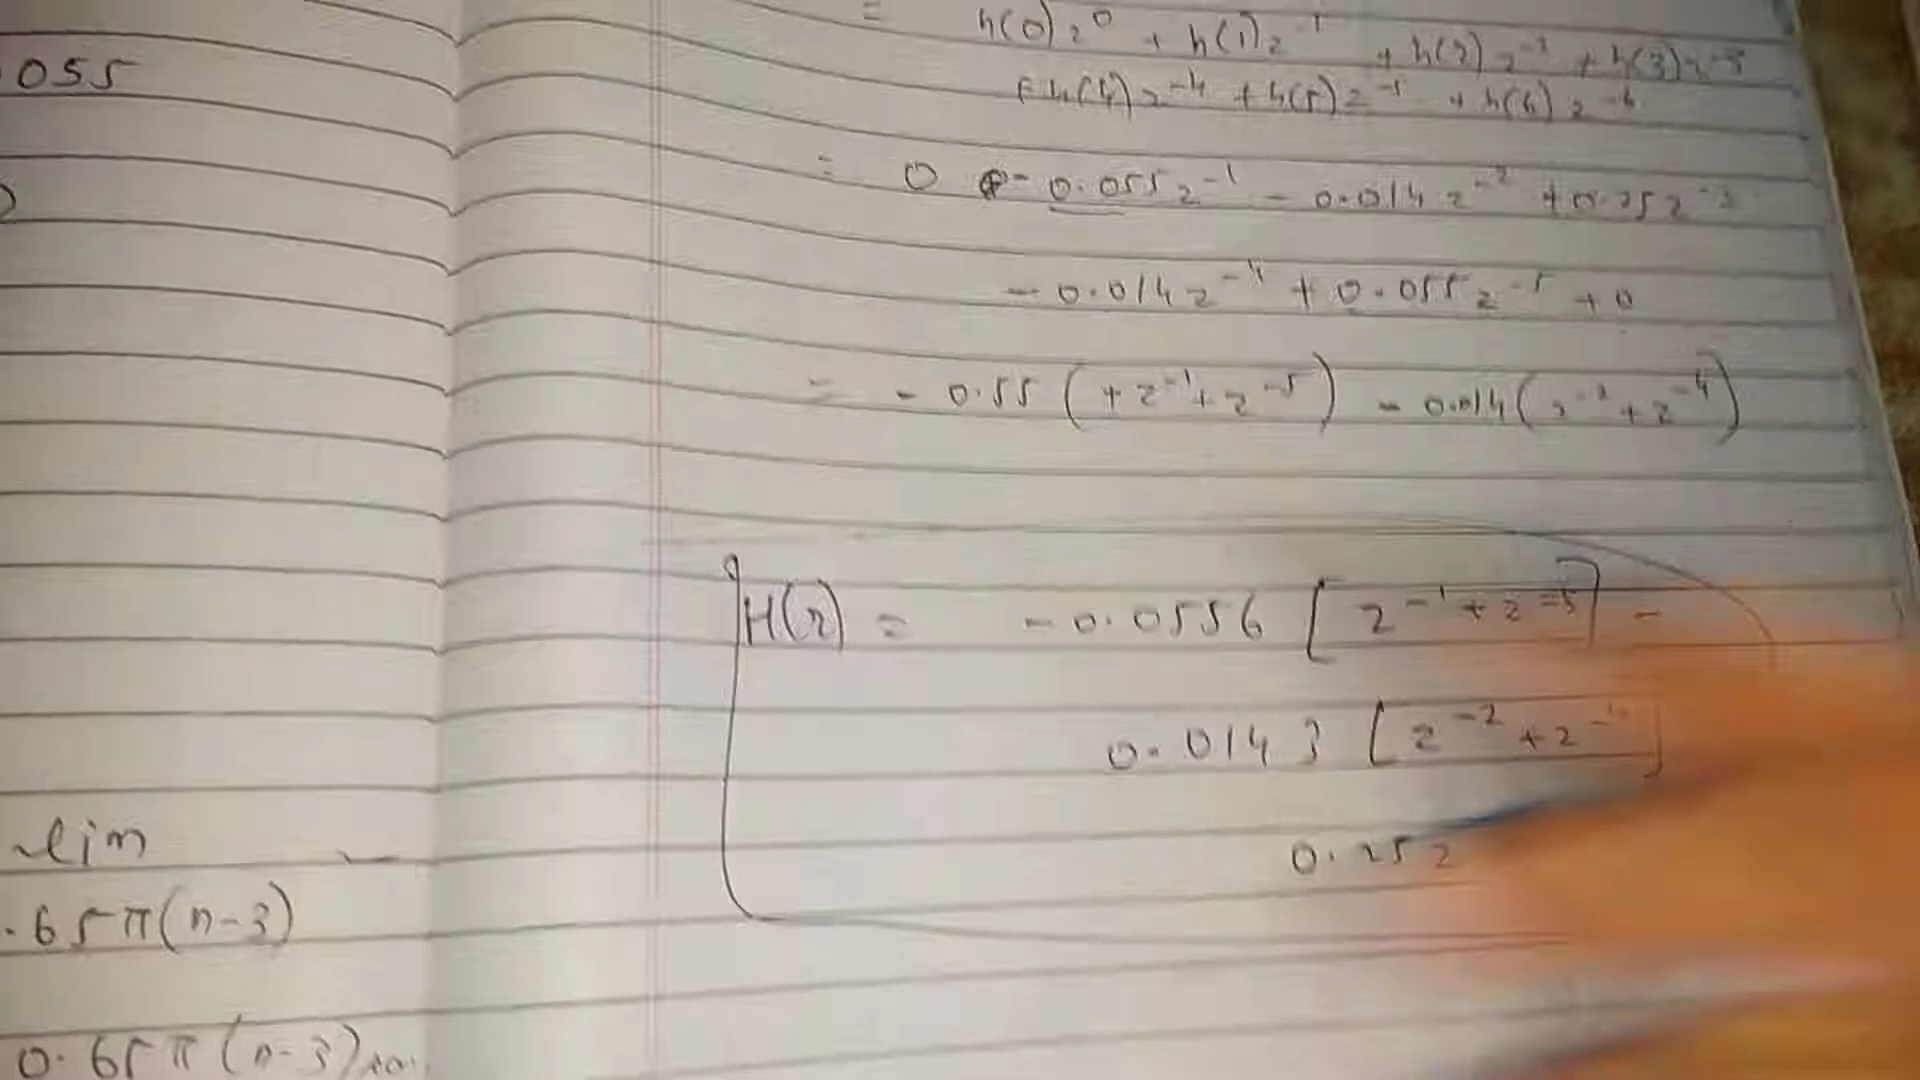 055
lim
.65π(n-3)
0.65π(n-3)
= h(0)z⁰ + h(1)z⁻¹ + h(2)z⁻² + h(3)z⁻³
+ h(4)z⁻⁴ + h(5)z⁻⁵ + h(6)z⁻⁶
= 0 - 0.055z⁻¹ - 0.014z⁻² + 0.25z⁻³
- 0.014z⁻⁴ + 0.055z⁻⁵ + 0
= - 0.55 (+z⁻¹+z⁻⁵) - 0.014(z⁻²+z⁻⁴)
H(z) = -0.0556 [z⁻¹+z⁻⁵] -
0.0143 [z⁻²+z⁻⁴]
0.25z